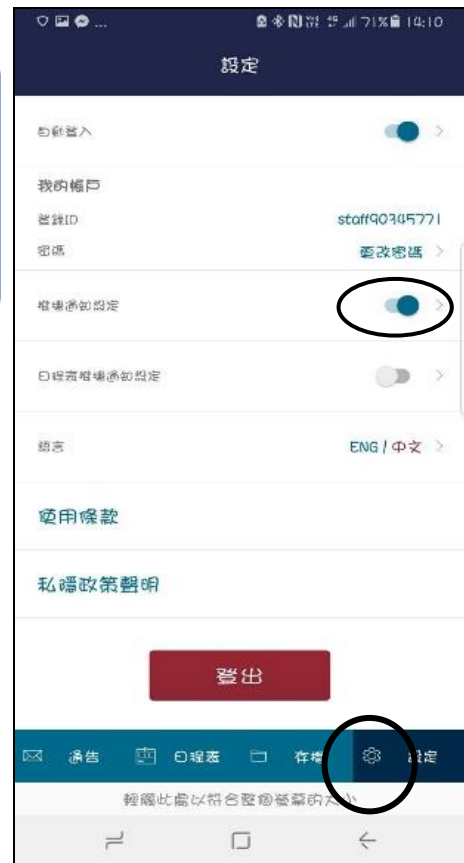 ... 71% 14:10
設定
自動登入
我的帳戶
登錄ID staff90345771
密碼 更改密碼
推播通知設定
日程表推播通知設定
語言 ENG / 中文
使用條款
私隱政策聲明
登出
通告 日程表 存檔 設定
輕觸此處以符合整個螢幕的大小